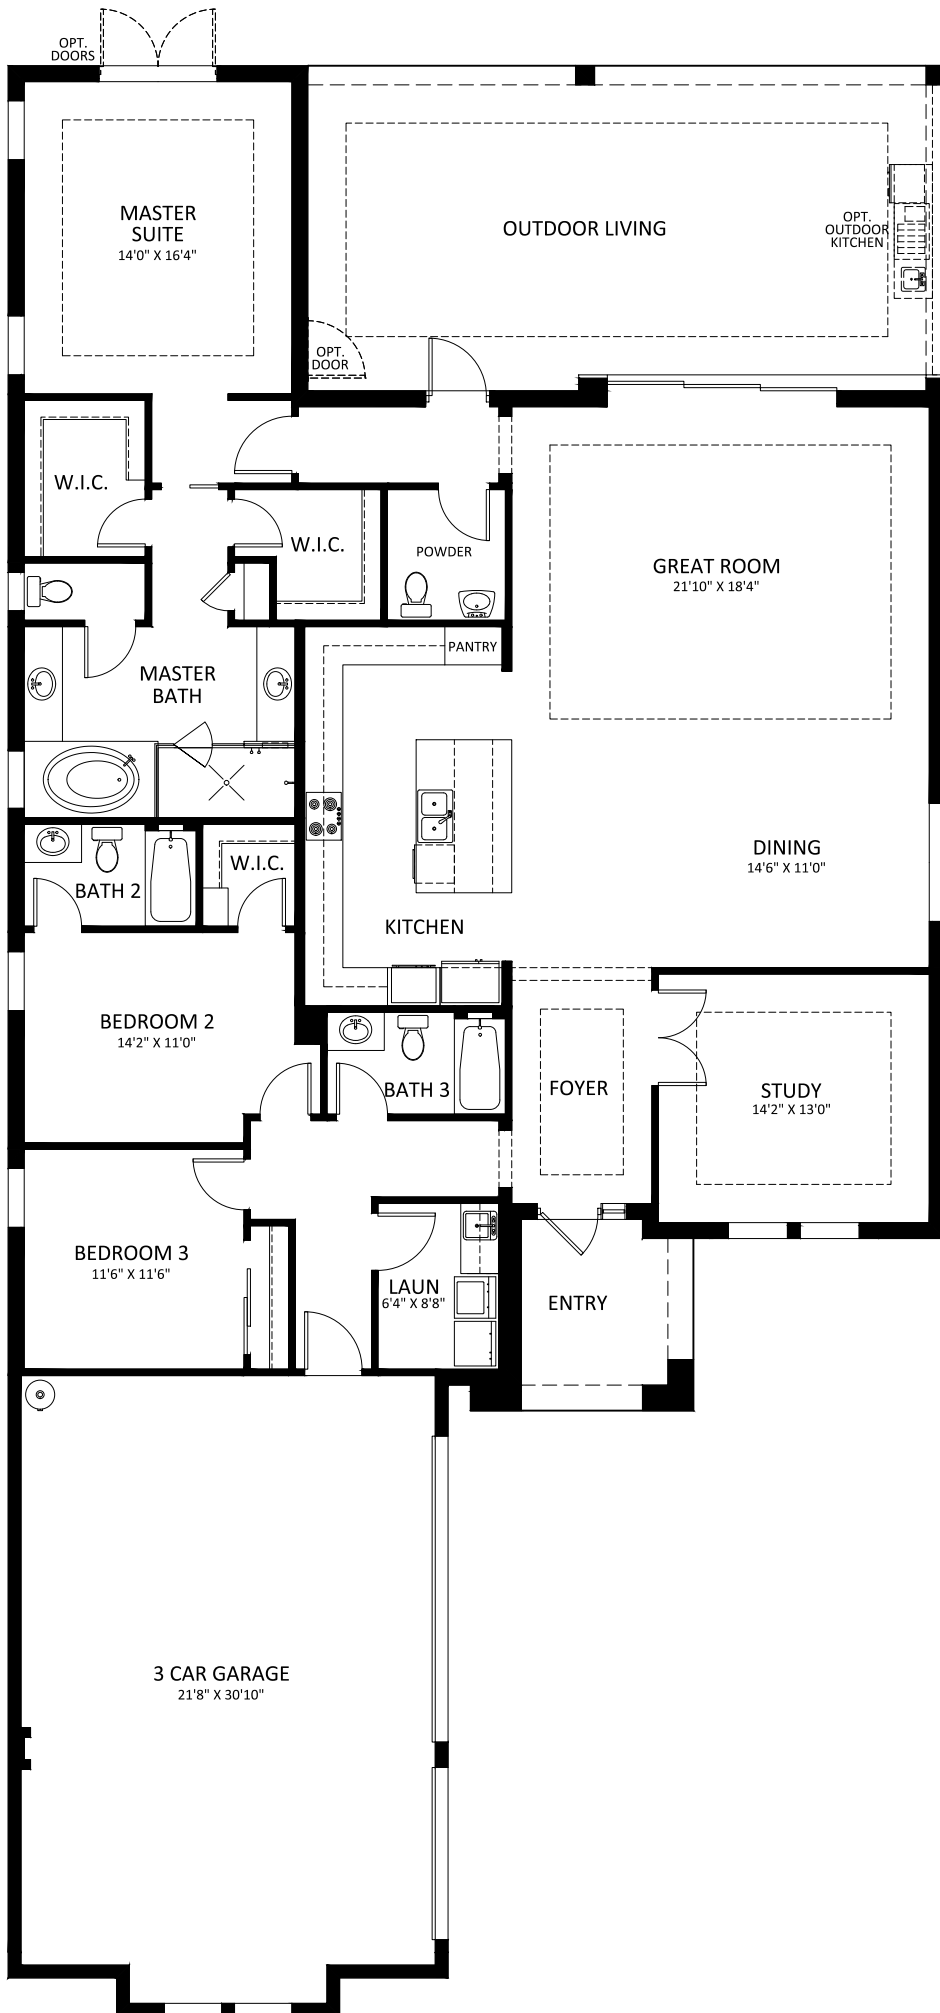 OPT.
DOORS
MASTER
SUITE
14'0" X 16'4"
OUTDOOR LIVING
OPT.
OUTDOOR
KITCHEN
OPT.
DOOR
W.I.C.
W.I.C.
POWDER
GREAT ROOM
21'10" X 18'4"
PANTRY
MASTER
BATH
DINING
14'6" X 11'0"
W.I.C.
BATH 2
KITCHEN
BEDROOM 2
14'2" X 11'0"
BATH 3
FOYER
STUDY
14'2" X 13'0"
BEDROOM 3
11'6" X 11'6"
LAUN
6'4" X 8'8"
ENTRY
3 CAR GARAGE
21'8" X 30'10"